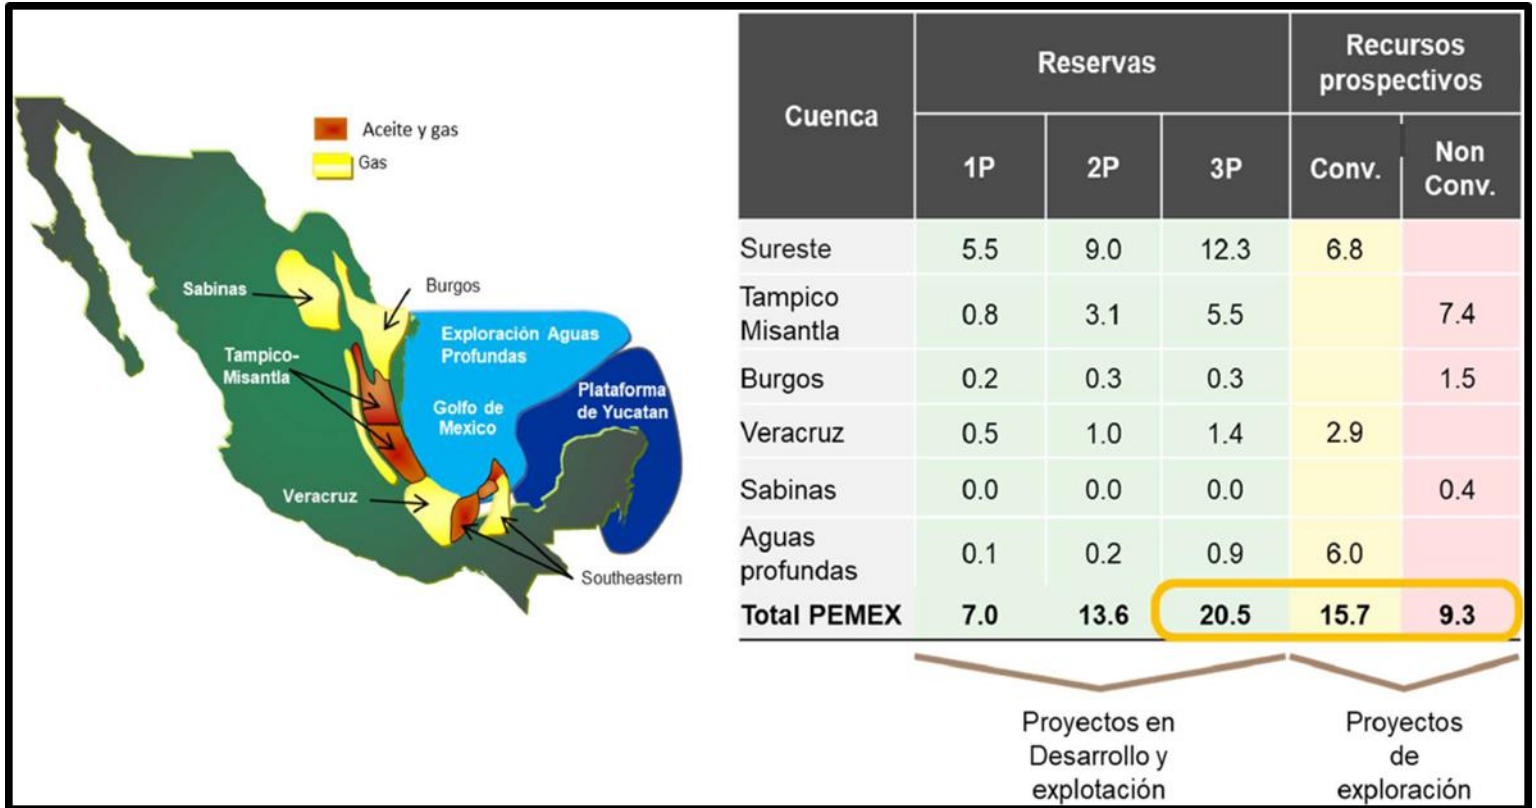 Aceite y gas
Gas
Sabinas
Burgos
Exploración Aguas
Profundas
Tampico-
Misantla
Plataforma
de Yucatan
Golfo de
Mexico
Veracruz
Southeastern
Cuenca
Reservas
Recursos
prospectivos
1P 2P 3P Conv. Non
Conv.
Sureste 5.5 9.0 12.3 6.8
Tampico
Misantla 0.8 3.1 5.5 7.4
Burgos 0.2 0.3 0.3 1.5
Veracruz 0.5 1.0 1.4 2.9
Sabinas 0.0 0.0 0.0 0.4
Aguas
profundas 0.1 0.2 0.9 6.0
Total PEMEX 7.0 13.6 20.5 15.7 9.3
Proyectos en
Desarrollo y
explotación
Proyectos
de
exploración